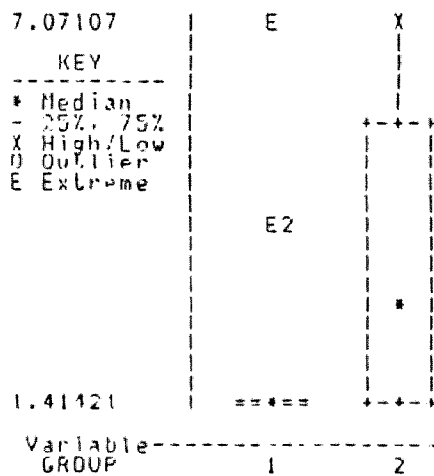 7.07107 E X
KEY
* Median
- 25%, 75%
X High/Low
O Outlier
E Extreme
E2
*
1.41421 ==*==
Variable
GROUP 1 2